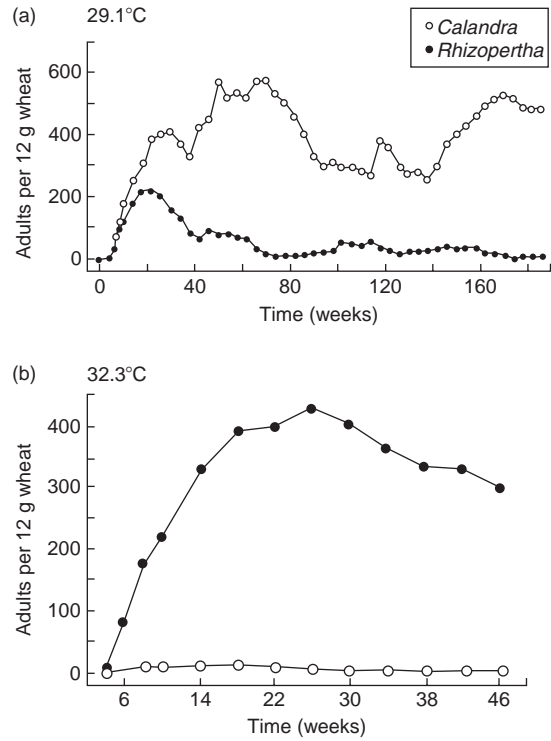 (a) 29.1°C
Calandra
Rhizopertha
Adults per 12 g wheat
600
400
200
0
0 40 80 120 160
Time (weeks)
(b) 32.3°C
Adults per 12 g wheat
400
300
200
100
0
6 14 22 30 38 46
Time (weeks)